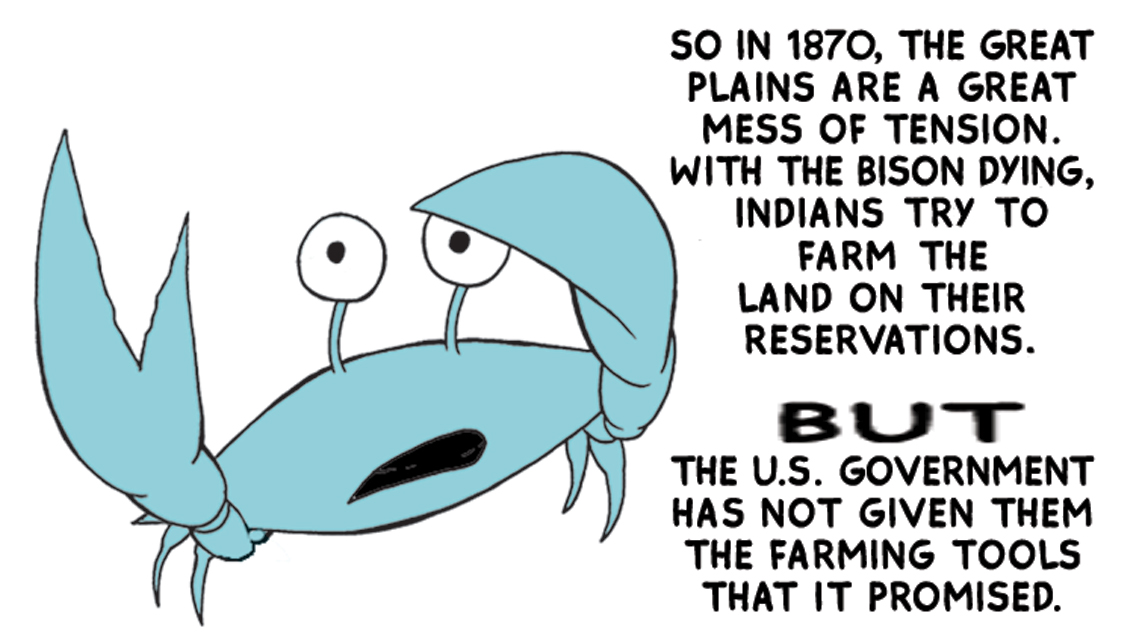 SO IN 1870, THE GREAT
PLAINS ARE A GREAT
MESS OF TENSION.
WITH THE BISON DYING,
INDIANS TRY TO
FARM THE
LAND ON THEIR
RESERVATIONS.
BUT
THE U.S. GOVERNMENT
HAS NOT GIVEN THEM
THE FARMING TOOLS
THAT IT PROMISED.